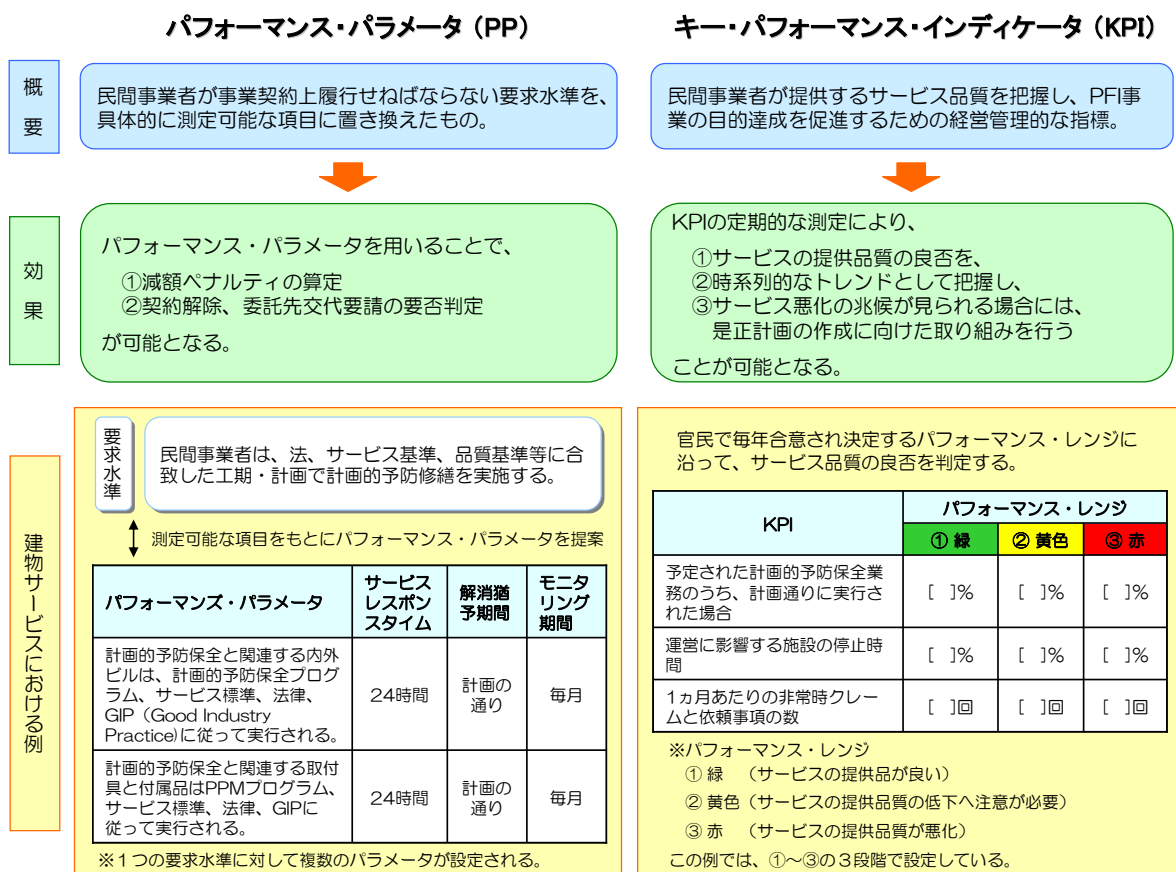 パフォーマンス・パラメータ（PP）
キー・パフォーマンス・インディケータ（KPI）
概要
民間事業者が事業契約上履行せねばならない要求水準を、
具体的に測定可能な項目に置き換えたもの。
民間事業者が提供するサービス品質を把握し、PFI事
業の目的達成を促進するための経営管理的な指標。
効果
パフォーマンス・パラメータを用いることで、
①減額ペナルティの算定
②契約解除、委託先交代要請の要否判定
が可能となる。
KPIの定期的な測定により、
①サービスの提供品質の良否を、
②時系列的なトレンドとして把握し、
③サービス悪化の兆候が見られる場合には、
是正計画の作成に向けた取り組みを行う
ことが可能となる。
建物サービスにおける例
要求水準
民間事業者は、法、サービス基準、品質基準等に合
致した工期・計画で計画的予防修繕を実施する。
測定可能な項目をもとにパフォーマンス・パラメータを提案
パフォーマンズ・パラメータ
サービス
レスポン
スタイム
解消猶
予期間
モニタ
リング
期間
計画的予防保全と関連する内外
ビルは、計画的予防保全プログ
ラム、サービス標準、法律、
GIP（Good Industry
Practice)に従って実行される。
24時間
計画の
通り
毎月
計画的予防保全と関連する取付
具と付属品はPPMプログラム、
サービス標準、法律、GIPに
従って実行される。
24時間
計画の
通り
毎月
※１つの要求水準に対して複数のパラメータが設定される。
官民で毎年合意され決定するパフォーマンス・レンジに
沿って、サービス品質の良否を判定する。
KPI
パフォーマンス・レンジ
① 緑
② 黄色
③ 赤
予定された計画的予防保全業
務のうち、計画通りに実行さ
れた場合
[ ]%
[ ]%
[ ]%
運営に影響する施設の停止時
間
[ ]%
[ ]%
[ ]%
１ヵ月あたりの非常時クレー
ムと依頼事項の数
[ ]回
[ ]回
[ ]回
※パフォーマンス・レンジ
① 緑 （サービスの提供品が良い）
② 黄色（サービスの提供品質の低下へ注意が必要）
③ 赤 （サービスの提供品質が悪化）
この例では、①～③の３段階で設定している。